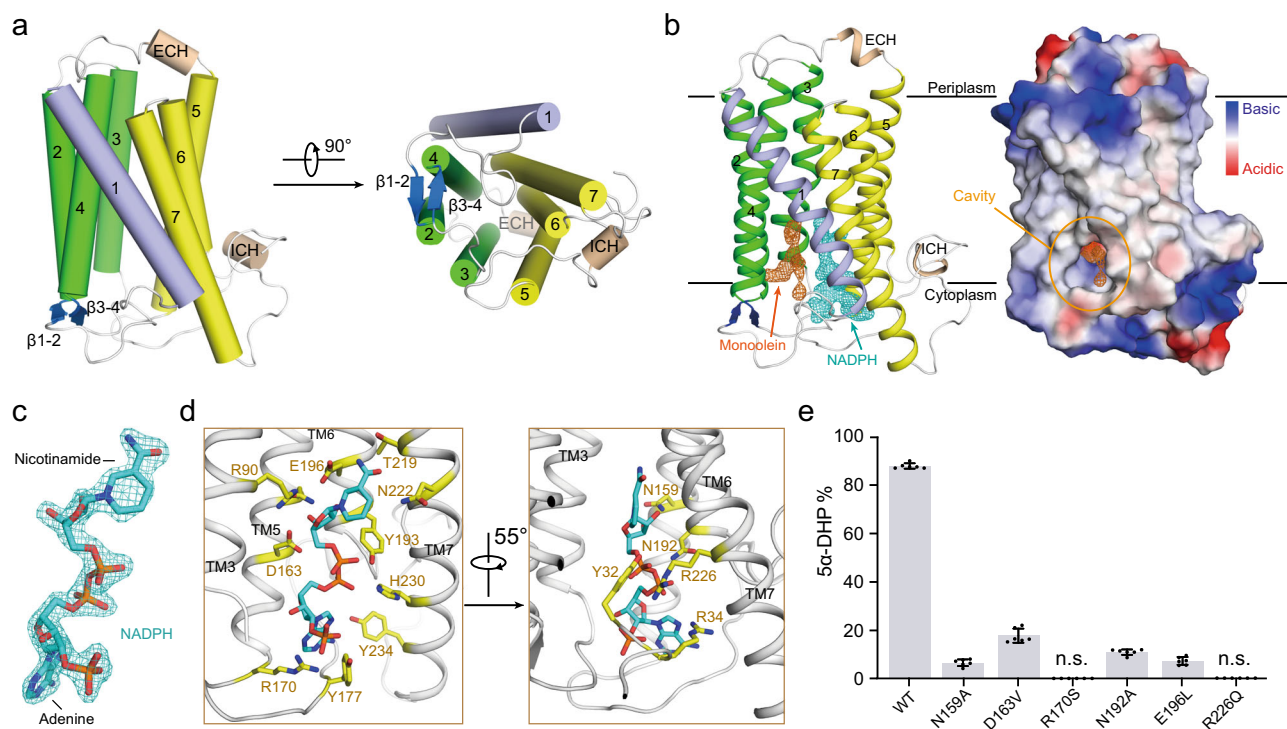 a
ECH
5
3
2
6
1
4
7
ICH
β3-4
β1-2
90°
1
4
β1-2
7
β3-4
ECH
2
6
ICH
3
5
b
ECH
3
Periplasm
5
6
2
7
1
4
ICH
Cytoplasm
Monoolein
NADPH
Basic
Acidic
Cavity
c
Nicotinamide
NADPH
Adenine
d
TM6
E196
T219
R90
N222
TM5
Y193
TM3
D163
TM7
H230
Y234
R170
Y177
55°
TM3
TM6
N159
N192
Y32
R226
TM7
R34
e
5α-DHP %
100
80
60
40
20
0
n.s.
n.s.
WT
N159A
D163V
R170S
N192A
E196L
R226Q